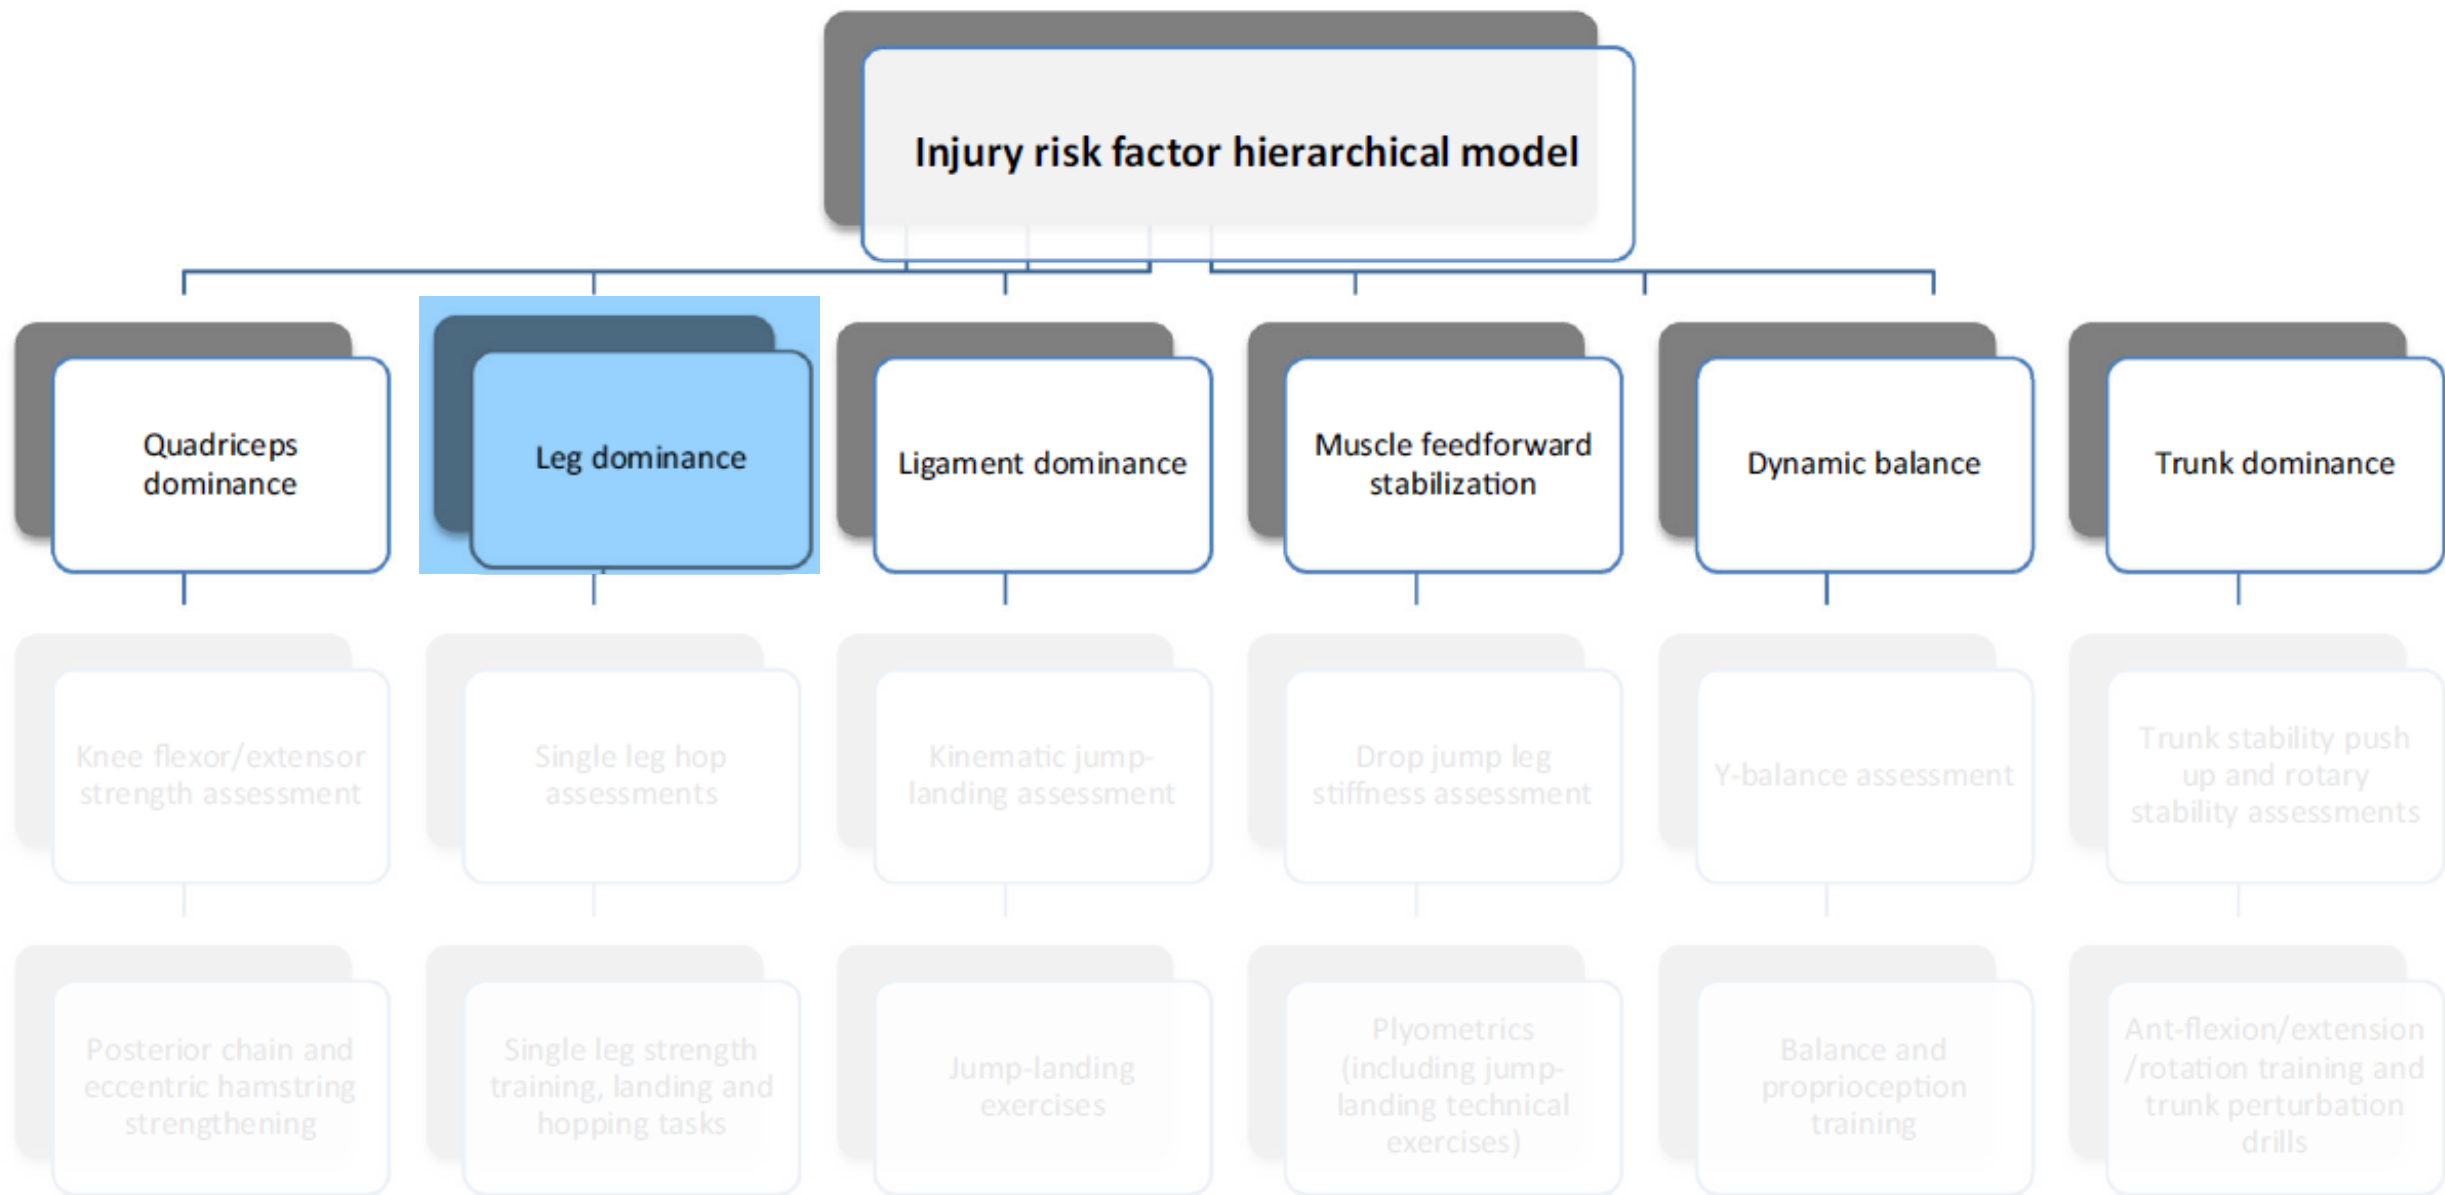 Injury risk factor hierarchical model
Quadriceps
dominance
Leg dominance
Ligament dominance
Muscle feedforward
stabilization
Dynamic balance
Trunk dominance
Knee flexor/extensor
strength assessment
Single leg hop
assessments
Kinematic jump-
landing assessment
Drop jump leg
stiffness assessment
Y-balance assessment
Trunk stability push
up and rotary
stability assessments
Posterior chain and
eccentric hamstring
strengthening
Single leg strength
training, landing and
hopping tasks
Jump-landing
exercises
Plyometrics
(including jump-
landing technical
exercises)
Balance and
proprioception
training
Ant-flexion/extension
/rotation training and
trunk perturbation
drills